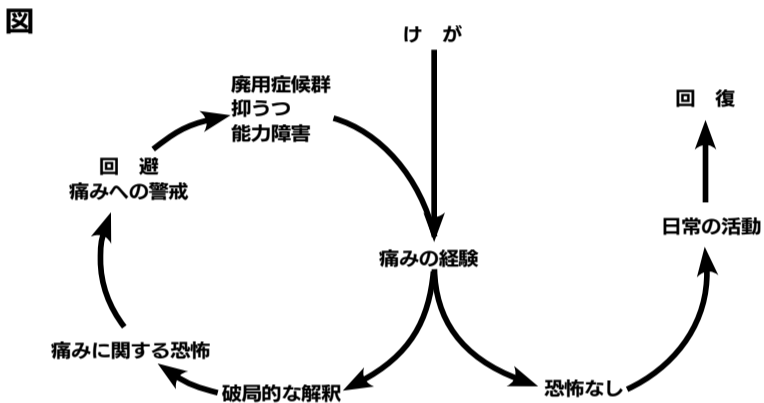 図
け　が
廃用症候群
抑うつ
能力障害
回　復
回　避
痛みへの警戒
日常の活動
痛みの経験
痛みに関する恐怖
破局的な解釈
恐怖なし